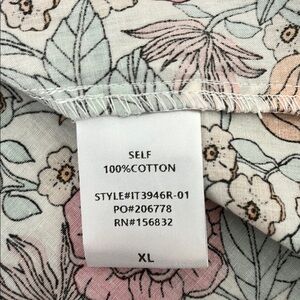 SELF
100%COTTON
STYLE#IT3946R-01
PO#206778
RN#156832
XL